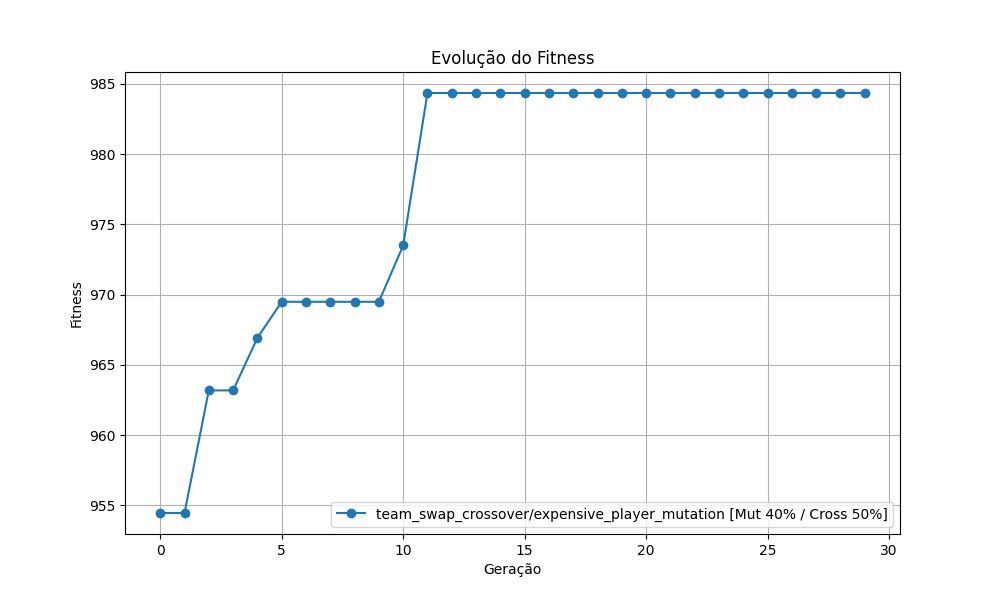 Evolução do Fitness
Fitness
985
980
975
970
965
960
955
team_swap_crossover/expensive_player_mutation [Mut 40% / Cross 50%]
0 5 10 15 20 25 30
Geração